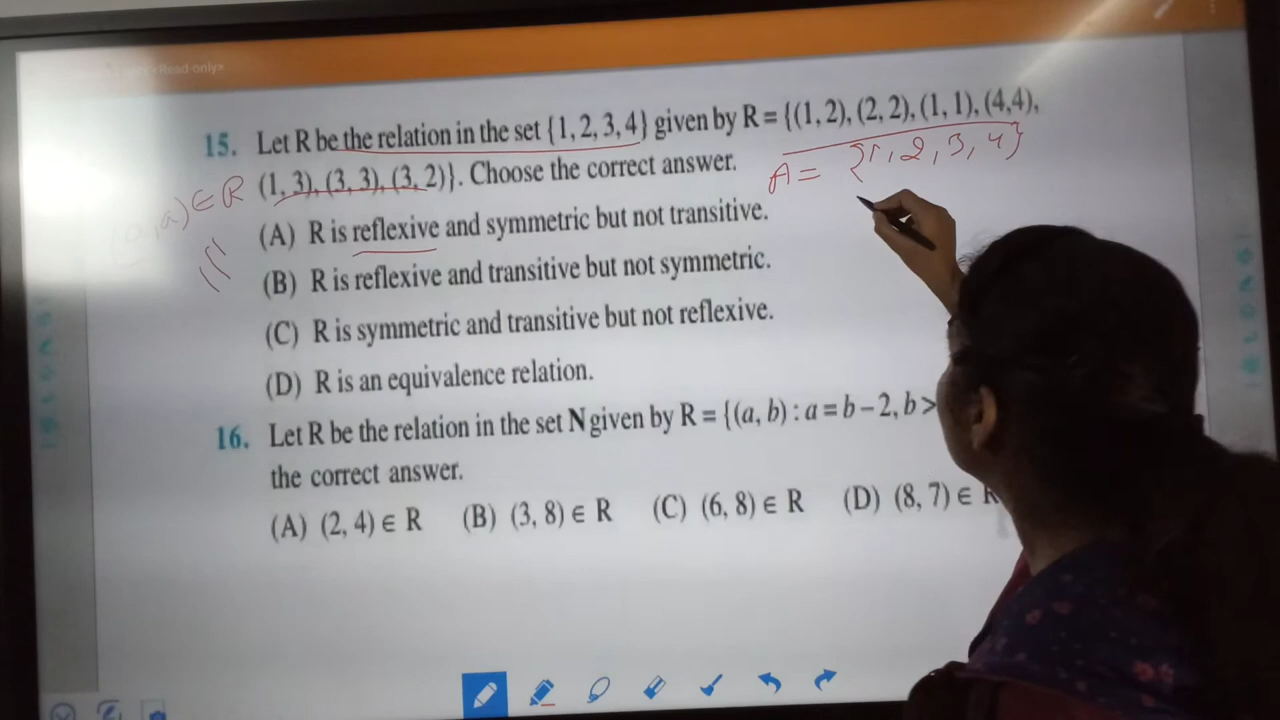 <Read-only>
15. Let R be the relation in the set {1, 2, 3, 4} given by R = {(1, 2), (2, 2), (1, 1), (4,4),
(1, 3), (3, 3), (3, 2)}. Choose the correct answer.
A = {1, 2, 3, 4}
(a, a) ∈ R
(A) R is reflexive and symmetric but not transitive.
(B) R is reflexive and transitive but not symmetric.
(C) R is symmetric and transitive but not reflexive.
(D) R is an equivalence relation.
16. Let R be the relation in the set N given by R = {(a, b) : a = b – 2, b >
the correct answer.
(A) (2, 4) ∈ R (B) (3, 8) ∈ R (C) (6, 8) ∈ R (D) (8, 7) ∈ R